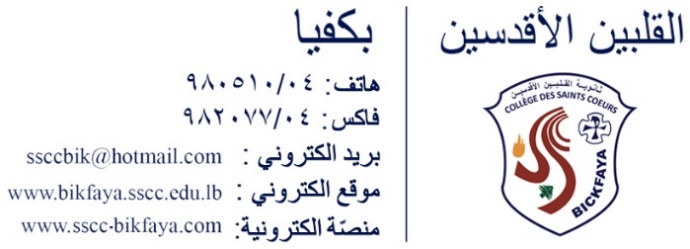 القلبين الأقدسين
ثانوية القلبين الأقدسين
COLLÈGE DES SAINTS COEURS
BICKFAYA
بكفيا
هاتف: ٩٨٠٥١٠/٠٤
فاكس: ٩٨٢٠٧٧/٠٤
بريد الكتروني : ssccbik@hotmail.com
موقع الكتروني : www.bikfaya.sscc.edu.lb
منصّة الكترونية: www.sscc-bikfaya.com